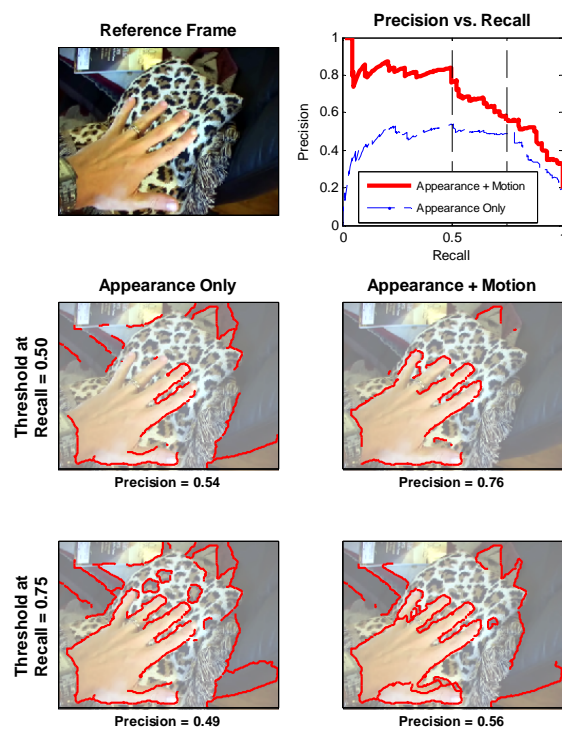 Reference Frame
Precision vs. Recall
1
0.8
0.6
0.4
0.2
0
Precision
Appearance + Motion
Appearance Only
0
0.5
1
Recall
Appearance Only
Appearance + Motion
Threshold at
Recall = 0.50
Precision = 0.54
Precision = 0.76
Threshold at
Recall = 0.75
Precision = 0.49
Precision = 0.56